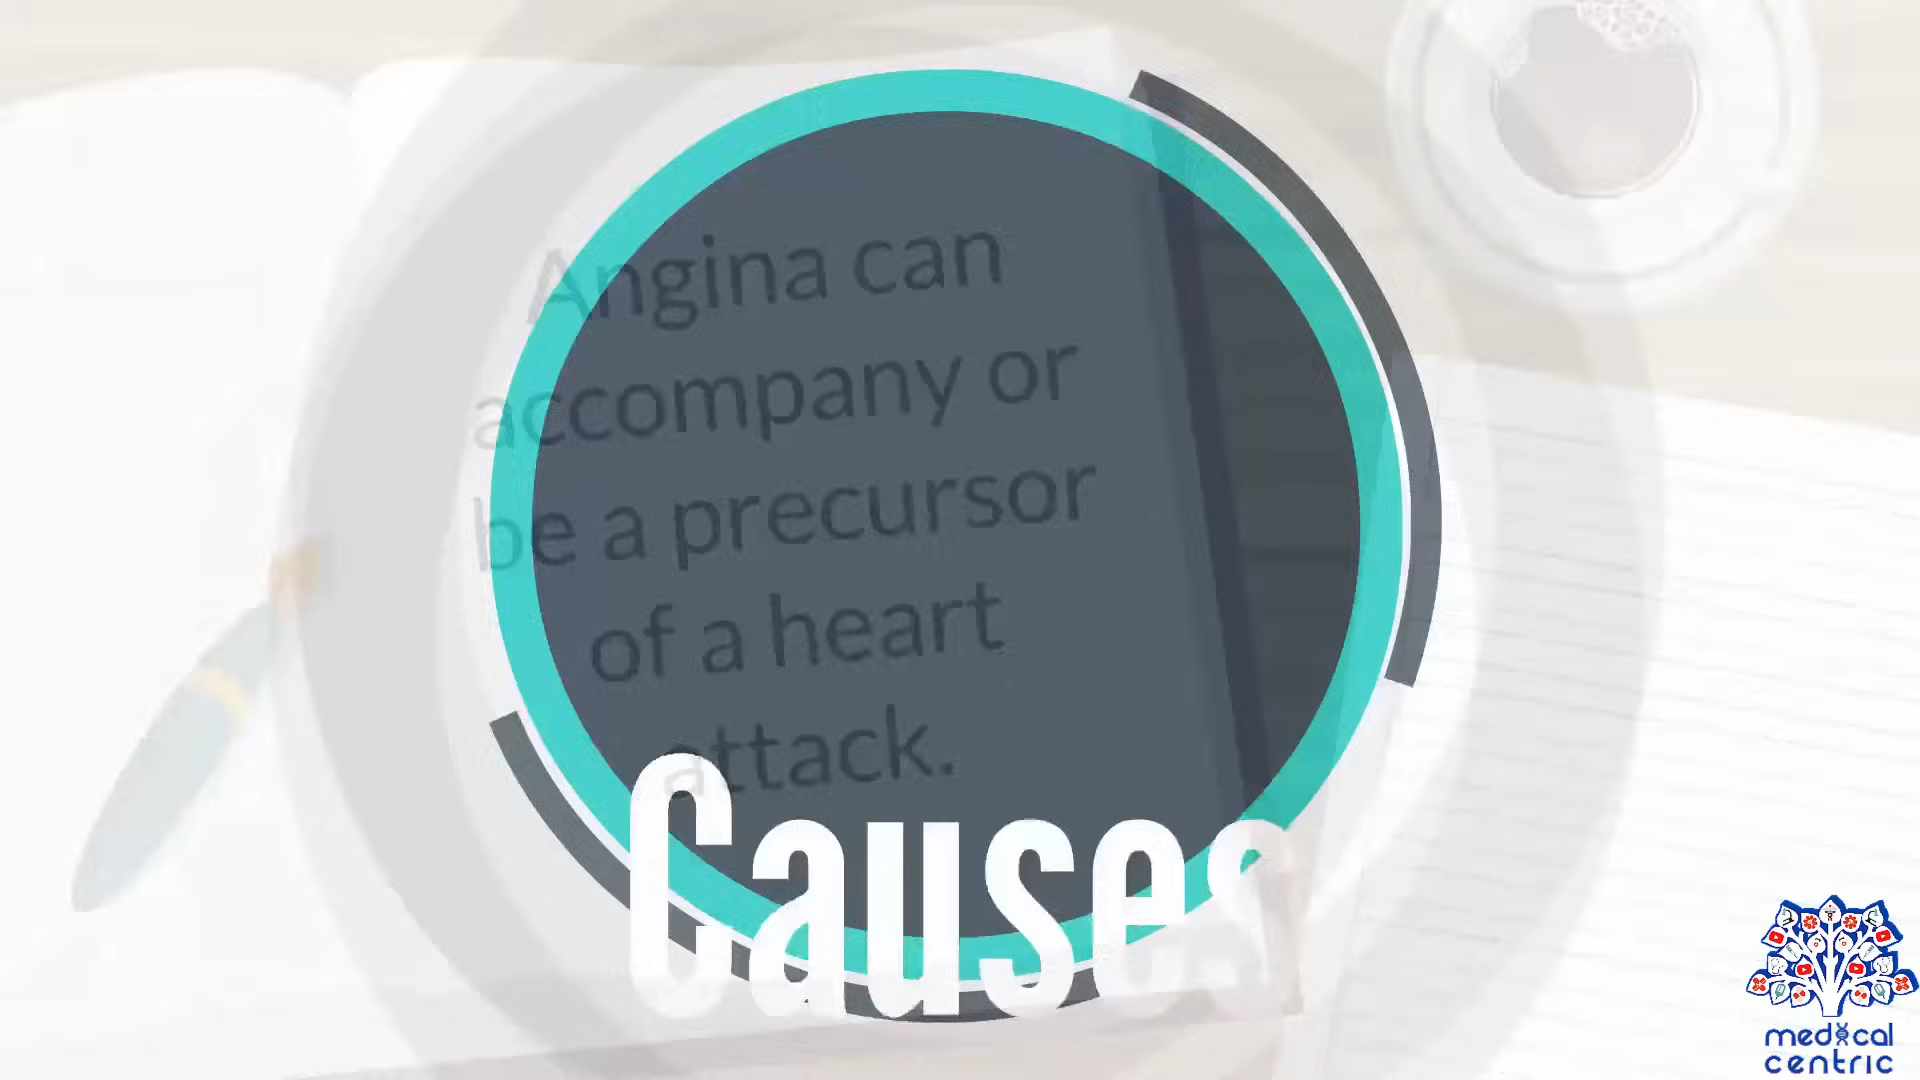 Angina can
accompany or
be a precursor
of a heart
attack.
Causes
medical
centric